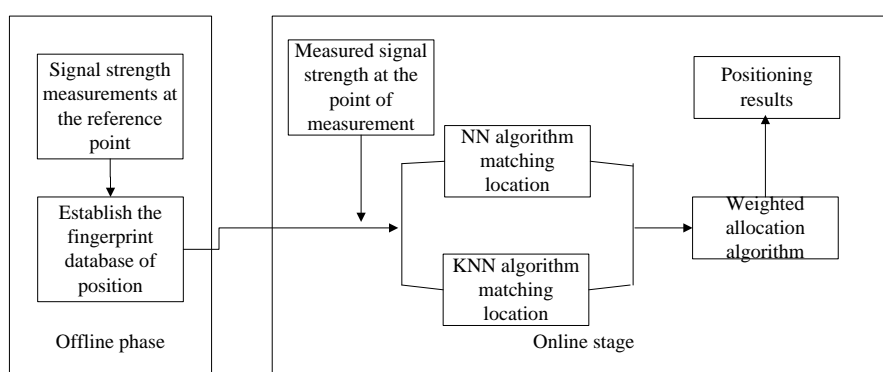 Signal strength
measurements at
the reference
point
Establish the
fingerprint
database of
position
Offline phase
Measured signal
strength at the
point of
measurement
NN algorithm
matching
location
KNN algorithm
matching
location
Positioning
results
Weighted
allocation
algorithm
Online stage